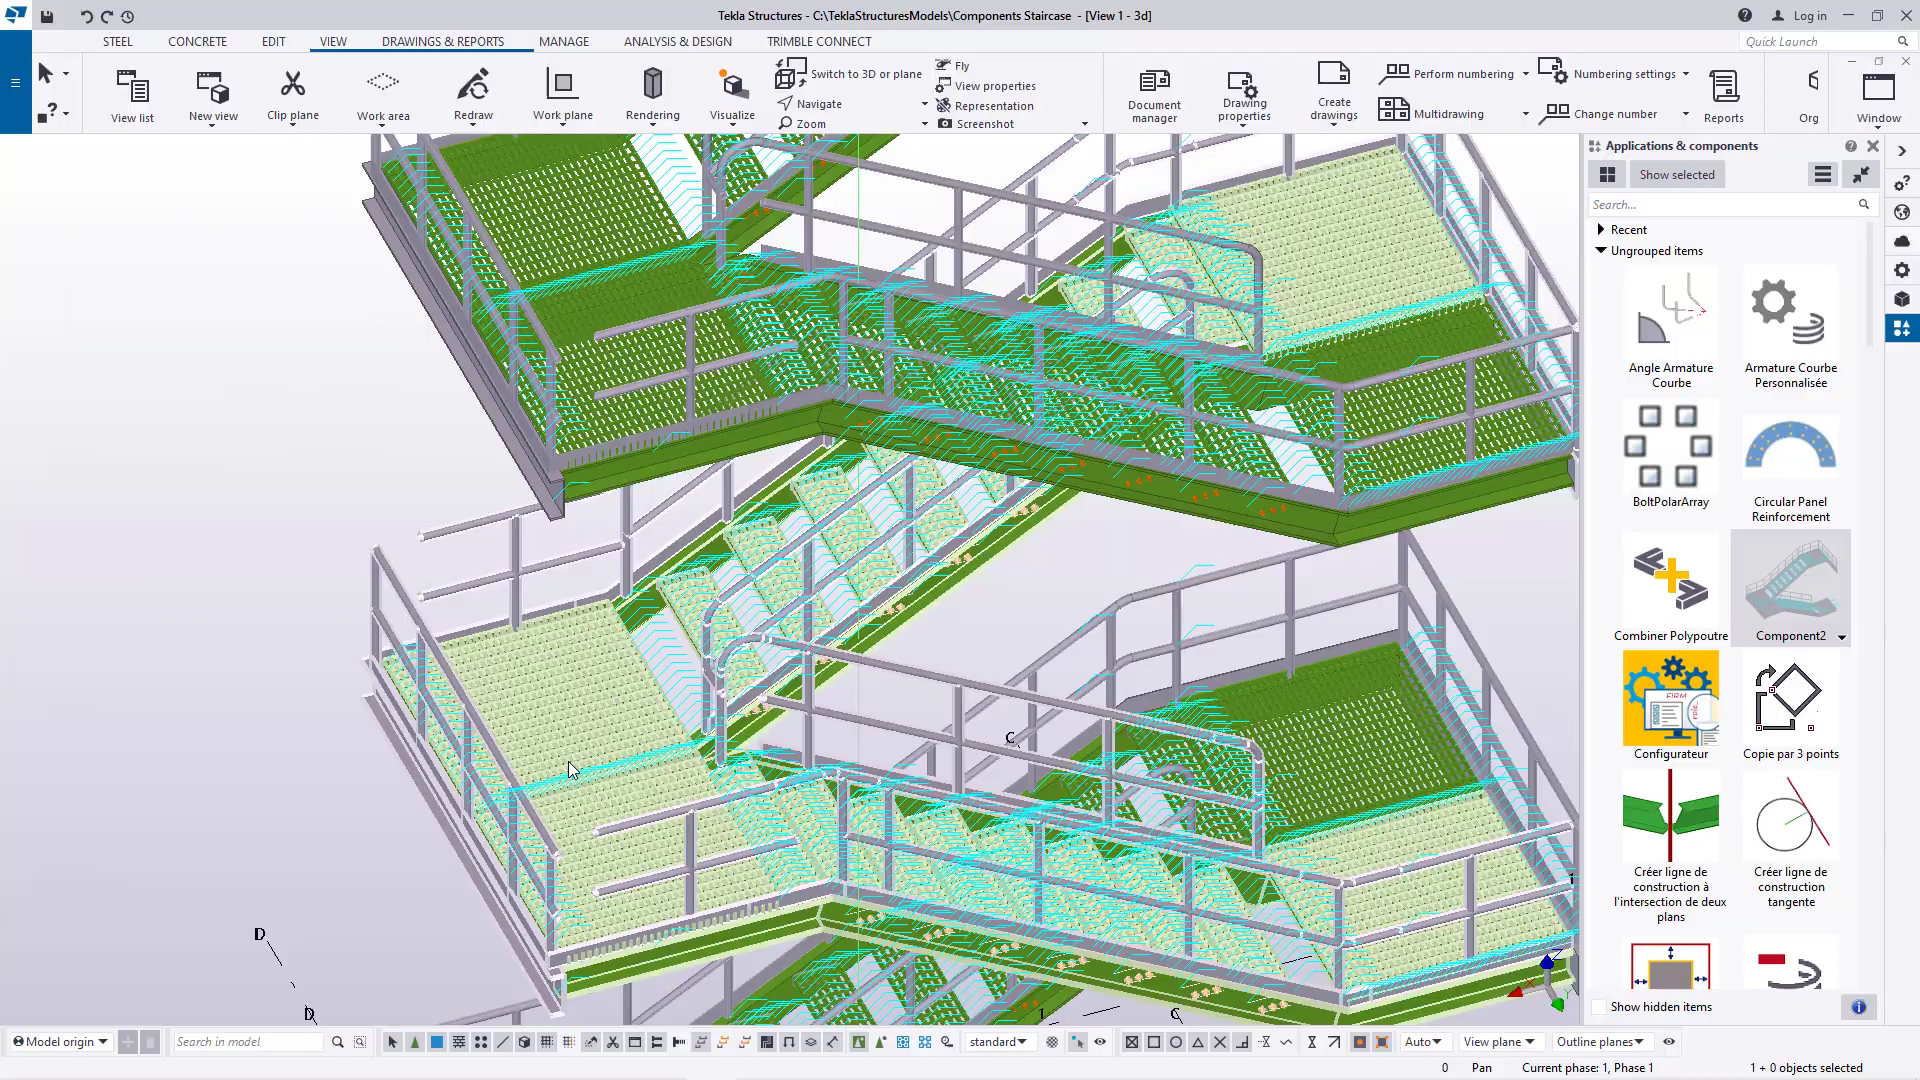 Tekla Structures - C:\TeklaStructuresModels\Components Staircase - [View 1 - 3d]
Log in
STEEL CONCRETE EDIT VIEW DRAWINGS & REPORTS MANAGE ANALYSIS & DESIGN TRIMBLE CONNECT
Quick Launch
View list
New view
Clip plane
Work area
Redraw
Work plane
Rendering
Visualize
Switch to 3D or plane
Navigate
Zoom
Fly
View properties
Representation
Screenshot
Document manager
Drawing properties
Create drawings
Perform numbering
Multidrawing
Numbering settings
Change number
Reports
Org
Window
Applications & components
Show selected
Search...
Recent
Ungrouped items
Angle Armature Courbe
Armature Courbe Personnalisée
BoltPolarArray
Circular Panel Reinforcement
Combiner Polypoutre
Component2
FIRM
Configurateur
Copie par 3 points
Créer ligne de construction à l'intersection de deux plans
Créer ligne de construction tangente
Show hidden items
C
D
D
1
C
1
Z
X
Model origin
Search in model
standard
Auto
View plane
Outline planes
0
Pan
Current phase: 1, Phase 1
1 + 0 objects selected